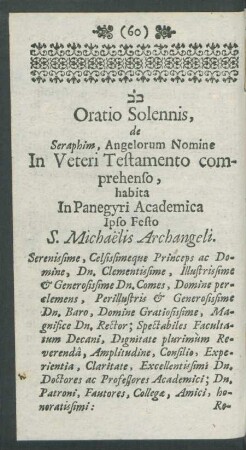 (60)
כב
Oratio Solennis,
de
Seraphim, Angelorum Nomine
In Veteri Testamento com-
prehenso,
habita
In Panegyri Academica
Ipso Festo
S. Michaëlis Archangeli.
Serenissime, Celsissimeque Princeps ac Do-
mine, Dn. Clementissime, Illustrissime
& Generosissime Dn. Comes, Domine per-
clemens, Perillustris & Generosissime
Dn. Baro, Domine Gratiosissime, Ma-
gnifice Dn. Rector; Spectabiles Faculta-
tum Decani, Dignitate plurimum Re-
verendâ, Amplitudine, Consilio, Expe-
rientia, Claritate, Excellentissimi Dn.
Doctores ac Professores Academici; Dn.
Patroni, Fautores, Collegæ, Amici, ho-
noratissimi:
Ro-